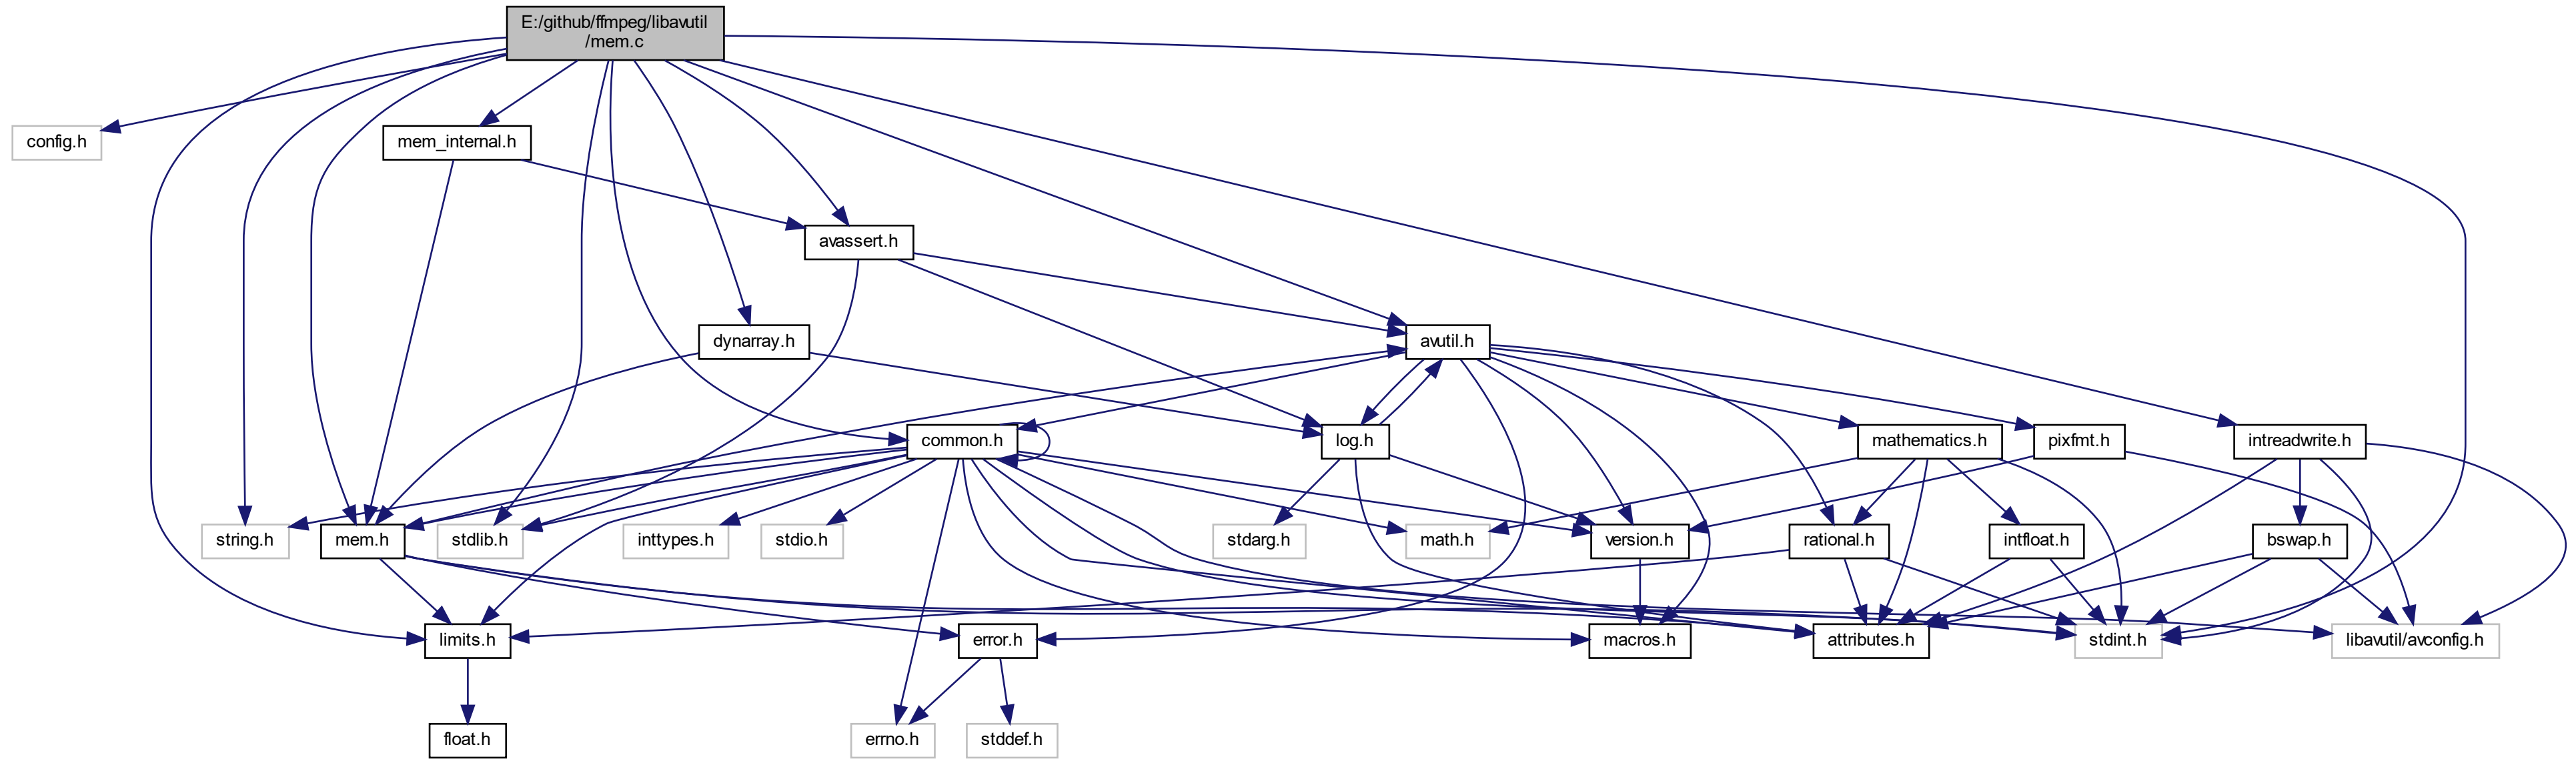 E:/github/ffmpeg/libavutil
/mem.c
config.h
mem_internal.h
avassert.h
dynarray.h
avutil.h
common.h
log.h
mathematics.h
pixfmt.h
intreadwrite.h
string.h
mem.h
stdlib.h
inttypes.h
stdio.h
stdarg.h
math.h
version.h
rational.h
intfloat.h
bswap.h
limits.h
error.h
macros.h
attributes.h
stdint.h
libavutil/avconfig.h
float.h
errno.h
stddef.h